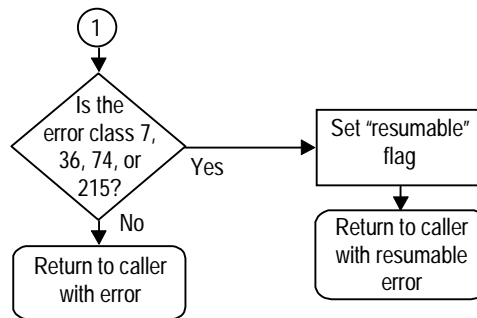 1
Is the
error class 7,
36, 74, or
215?
Yes
Set "resumable"
flag
No
Return to caller
with error
Return to caller
with resumable
error